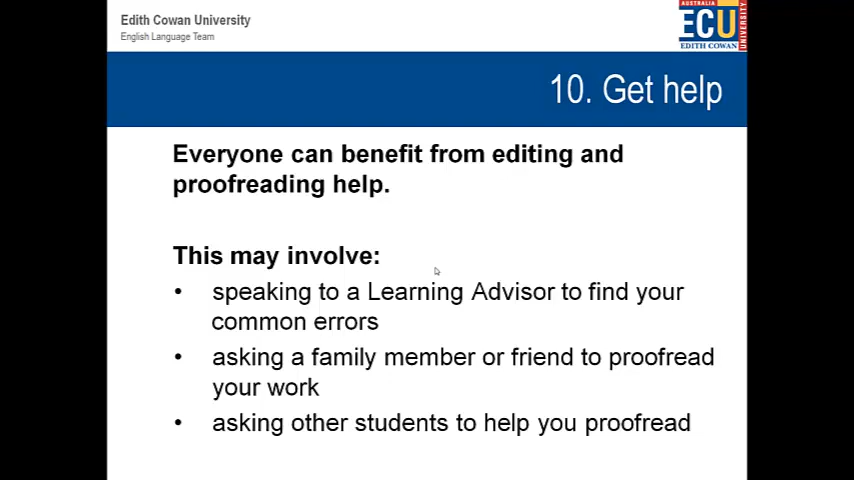 Edith Cowan University
English Language Team
AUSTRALIA
ECU
EDITH COWAN
UNIVERSITY
10. Get help
Everyone can benefit from editing and
proofreading help.
This may involve:
• speaking to a Learning Advisor to find your
common errors
• asking a family member or friend to proofread
your work
• asking other students to help you proofread